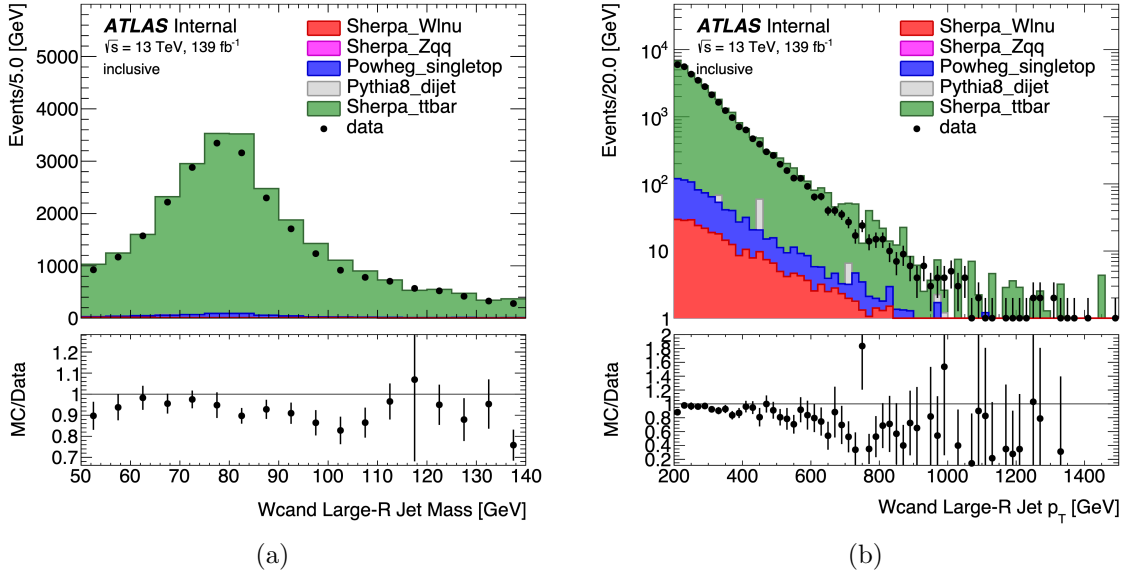 ATLAS Internal
√s = 13 TeV, 139 fb⁻¹
inclusive
Sherpa_Wlnu
Sherpa_Zqq
Powheg_singletop
Pythia8_dijet
Sherpa_ttbar
data
Events/5.0 [GeV]
5000
4000
3000
2000
1000
0
MC/Data
1.2
1.1
1
0.9
0.8
0.7
50 60 70 80 90 100 110 120 130 140
Wcand Large-R Jet Mass [GeV]
(a)
ATLAS Internal
√s = 13 TeV, 139 fb⁻¹
inclusive
Sherpa_Wlnu
Sherpa_Zqq
Powheg_singletop
Pythia8_dijet
Sherpa_ttbar
data
Events/20.0 [GeV]
10⁴
10³
10²
10
1
MC/Data
2
1.8
1.6
1.4
1.2
1
0.8
0.6
0.4
0.2
200 400 600 800 1000 1200 1400
Wcand Large-R Jet p_T [GeV]
(b)